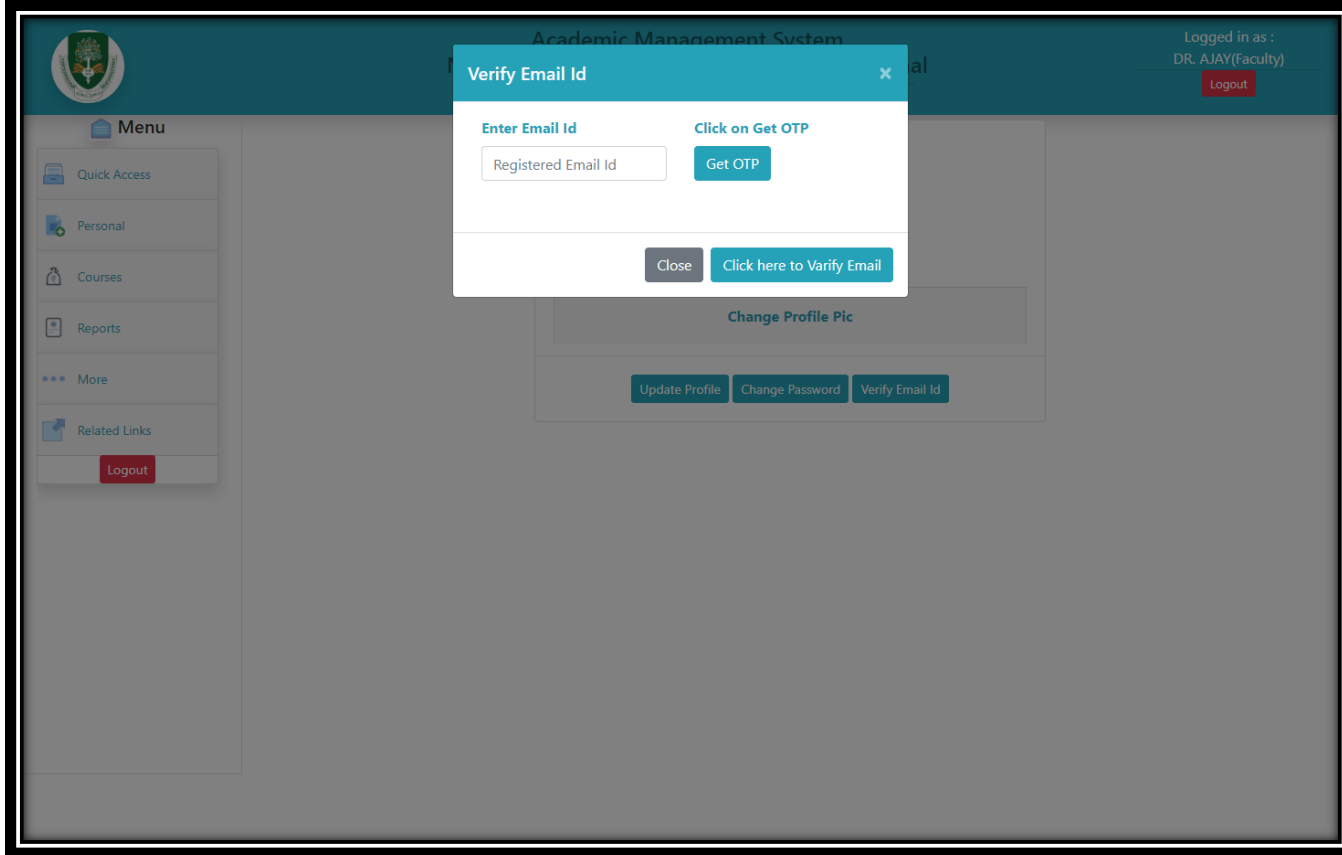 Academic Management System
al
Logged in as :
DR. AJAY(Faculty)
Logout
Verify Email Id ×
Enter Email Id
Click on Get OTP
Registered Email Id
Get OTP
Close
Click here to Varify Email
Menu
Quick Access
Personal
Courses
Reports
More
Related Links
Logout
Change Profile Pic
Update Profile
Change Password
Verify Email Id